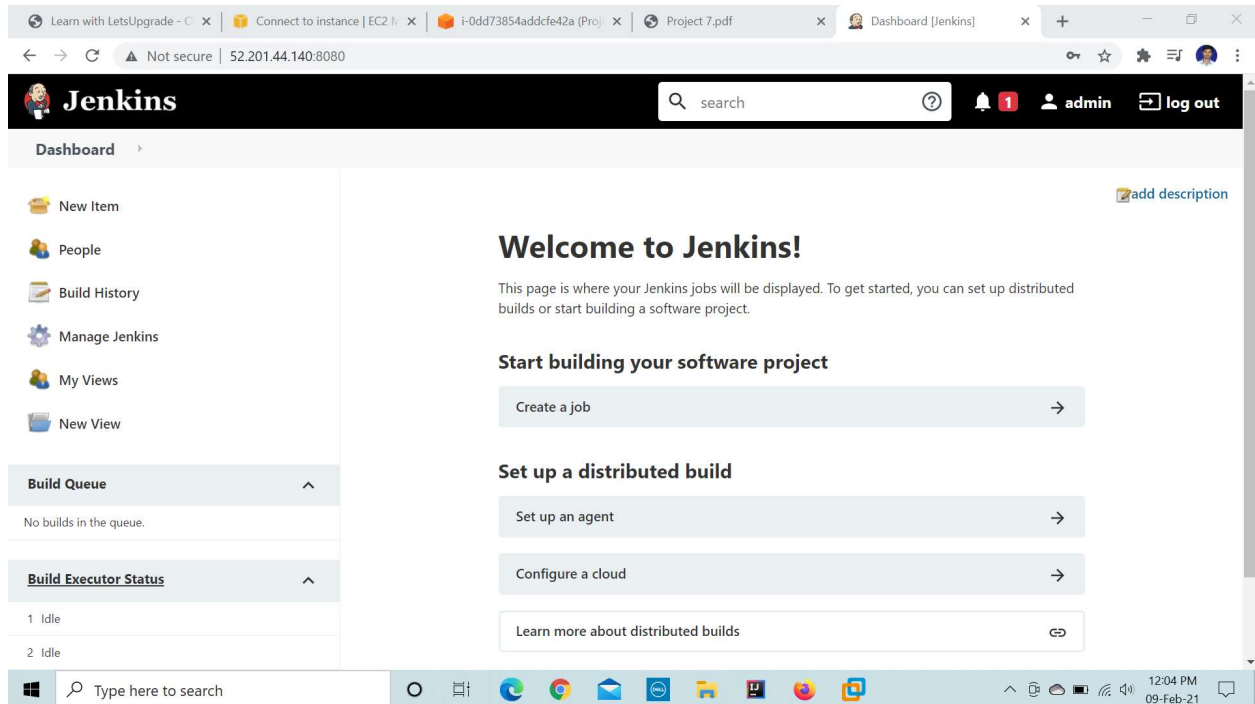 Learn with LetsUpgrade - O
Connect to instance | EC2 M
i-0dd73854addcfe42a (Proj
Project 7.pdf
Dashboard [Jenkins]
Not secure | 52.201.44.140:8080
Jenkins
search
1
admin
log out
Dashboard
add description
New Item
People
Build History
Manage Jenkins
My Views
New View
Build Queue
No builds in the queue.
Build Executor Status
1 Idle
2 Idle
Welcome to Jenkins!
This page is where your Jenkins jobs will be displayed. To get started, you can set up distributed
builds or start building a software project.
Start building your software project
Create a job
Set up a distributed build
Set up an agent
Configure a cloud
Learn more about distributed builds
Type here to search
DELL
12:04 PM
09-Feb-21